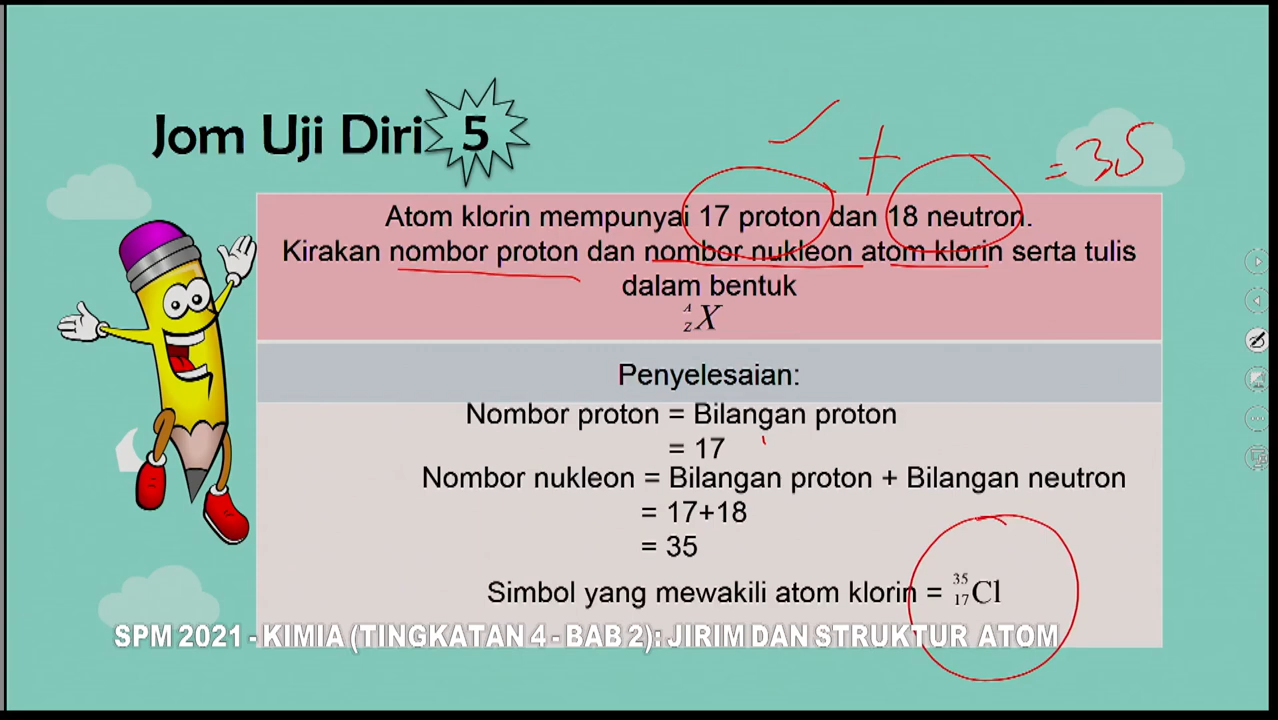 Jom Uji Diri 5
+
= 35
Atom klorin mempunyai 17 proton dan 18 neutron.
Kirakan nombor proton dan nombor nukleon atom klorin serta tulis
dalam bentuk
A
Z X
Penyelesaian:
Nombor proton = Bilangan proton
= 17
Nombor nukleon = Bilangan proton + Bilangan neutron
= 17+18
= 35
Simbol yang mewakili atom klorin = ³⁵₁₇Cl
SPM 2021 - KIMIA (TINGKATAN 4 - BAB 2): JIRIM DAN STRUKTUR ATOM